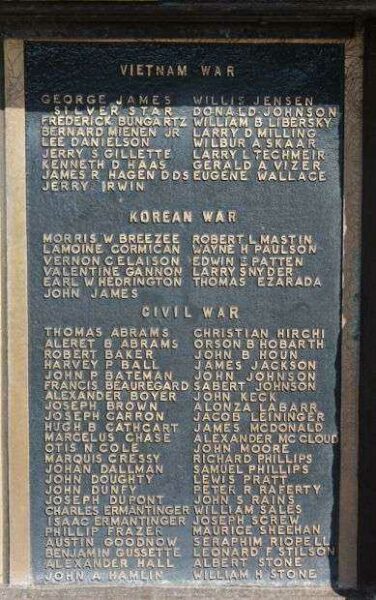 VIETNAM WAR
GEORGE JAMES WILLIS JENSEN
SILVER STAR DONALD JOHNSON
FREDERICK BUNGARTZ WILLIAM B LIBERSKY
BERNARD MIENEN JR LARRY D MILLING
LEE DANIELSON WILBUR A SKAAR
JERRY S GILLETTE LARRY L TECHMEIR
KENNETH D HAAS GERALD A VIZER
JAMES R HAGEN DDS EUGENE WALLACE
JERRY IRWIN
KOREAN WAR
MORRIS W BREEZEE ROBERT L MASTIN
LAMOINE CORMICAN WAYNE H PAULSON
VERNON C ELAISON EDWIN E PATTEN
VALENTINE GANNON LARRY SNYDER
EARL W HEDRINGTON THOMAS EZARADA
JOHN JAMES
CIVIL WAR
THOMAS ABRAMS CHRISTIAN HIRCHI
ALERET B ABRAMS ORSON B HOBARTH
ROBERT BAKER JOHN B HOUN
HARVEY P BALL JAMES JACKSON
JOHN P BATEMAN JOHN JOHNSON
FRANCIS BEAUREGARD SABERT JOHNSON
ALEXANDER BOYER JOHN KECK
JOSEPH BROWN ALONZA LABARR
JOSEPH CARRON JACOB LEININGER
HUGH B CATHCART JAMES MCDONALD
MARCELUS CHASE ALEXANDER MC CLOUD
OTIS N COLE JOHN MOORE
MARQUIS CRESSY RICHARD PHILLIPS
JOHAN DALLMAN SAMUEL PHILLIPS
JOHN DOUGHTY LEWIS PRATT
JOHN DUNFY PETER R RAFERTY
JOSEPH DUPONT JOHN S RAINS
CHARLES ERMANTINGER WILLIAM SALES
ISAAC ERMANTINGER JOSEPH SCREW
PHILLIP FRAZER MAURICE SHEEHAN
AUSTIN GOODNOW SERAPHIM RIOBELL
BENJAMIN GUSSETTE LEONARD F STILSON
ALEXANDER HALL ALBERT STONE
JOHN A HAMLIN WILLIAM H STONE